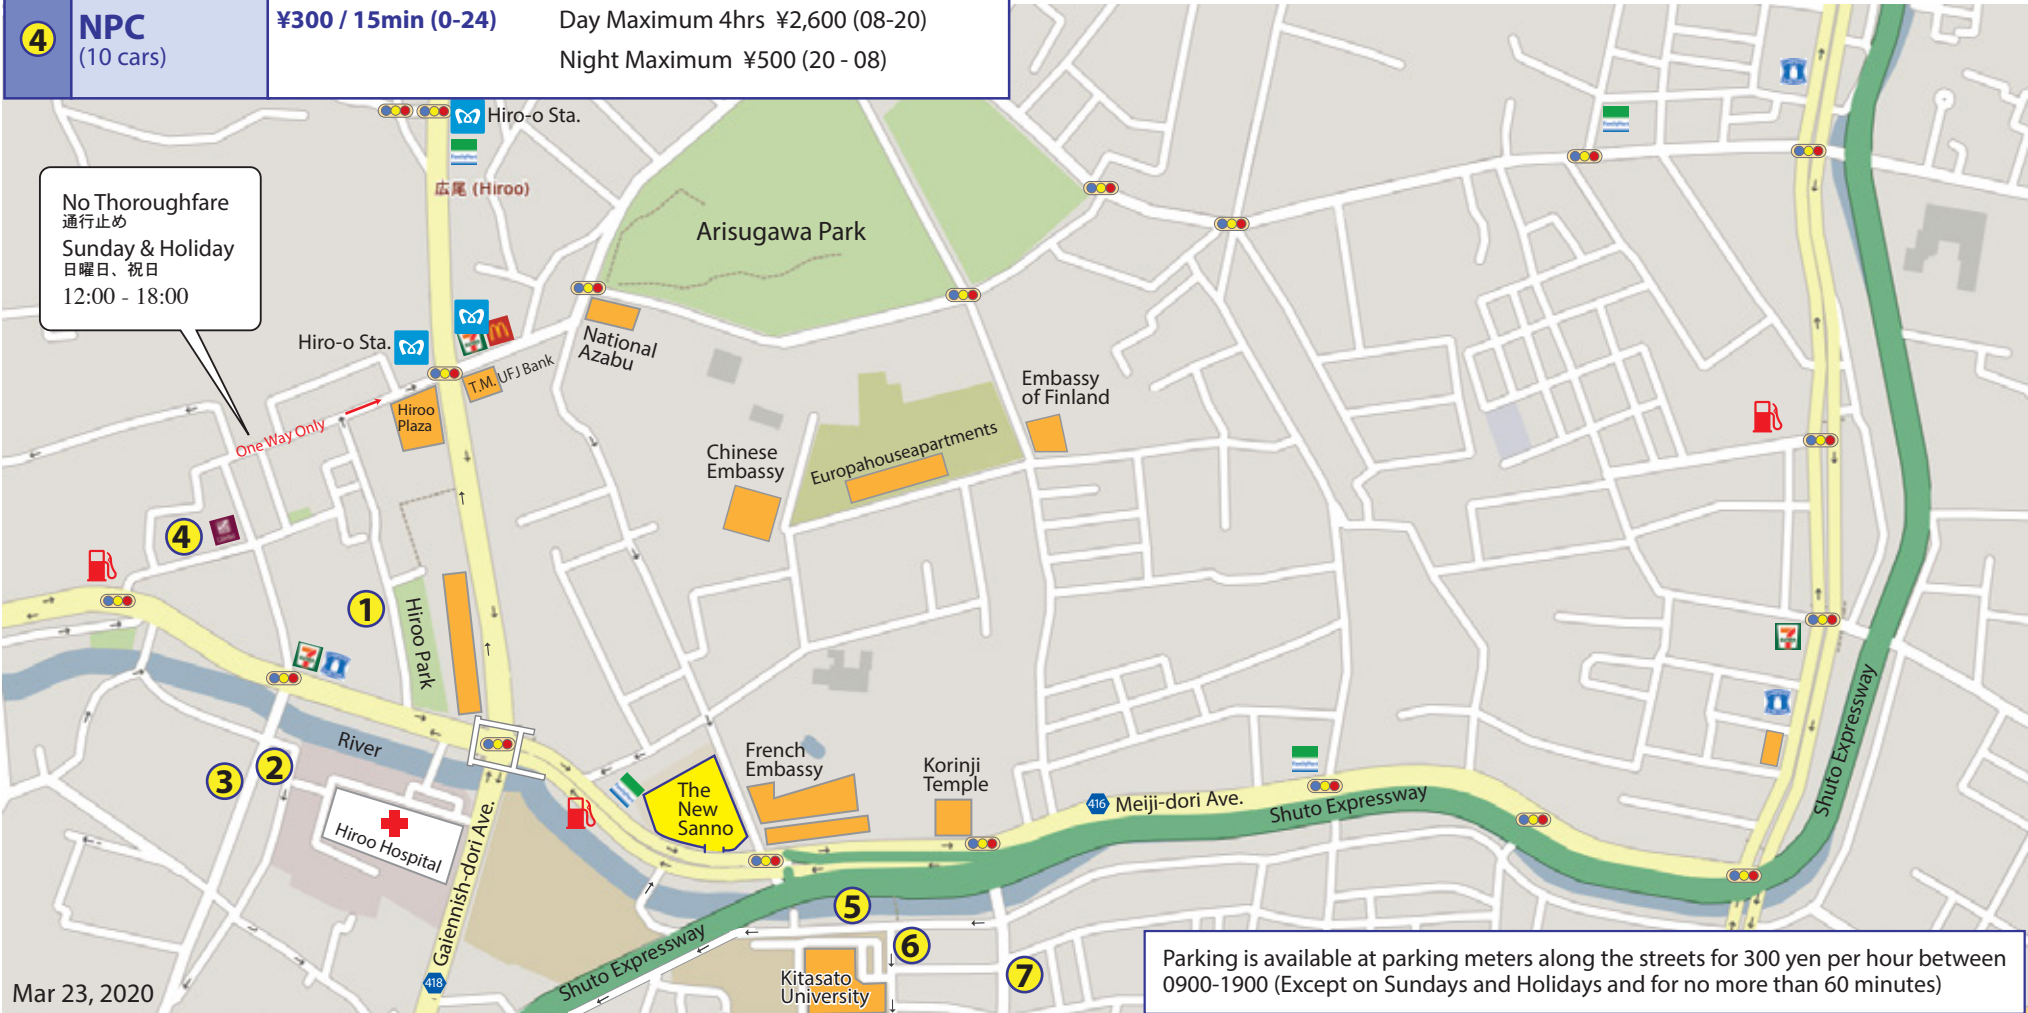 4
NPC
(10 cars)
¥300 / 15min (0-24)
Day Maximum 4hrs ¥2,600 (08-20)
Night Maximum ¥500 (20 - 08)
Hiro-o Sta.
FamilyMart
広尾 (Hiroo)
No Thoroughfare
通行止め
Sunday & Holiday
日曜日、祝日
12:00 - 18:00
Arisugawa Park
FamilyMart
Hiro-o Sta.
7
National
Azabu
T.M. UFJ Bank
Hiroo
Plaza
One Way Only
Embassy
of Finland
Chinese
Embassy
Europahouseapartments
4
1
Hiroo Park
7
7
River
2
3
Hiroo Hospital
Gaiennish-dori Ave.
418
The
New
Sanno
French
Embassy
Korinji
Temple
416
Meiji-dori Ave.
Shuto Expressway
Shuto Expressway
Shuto Expressway
5
6
7
Kitasato
University
Mar 23, 2020
Parking is available at parking meters along the streets for 300 yen per hour between
0900-1900 (Except on Sundays and Holidays and for no more than 60 minutes)